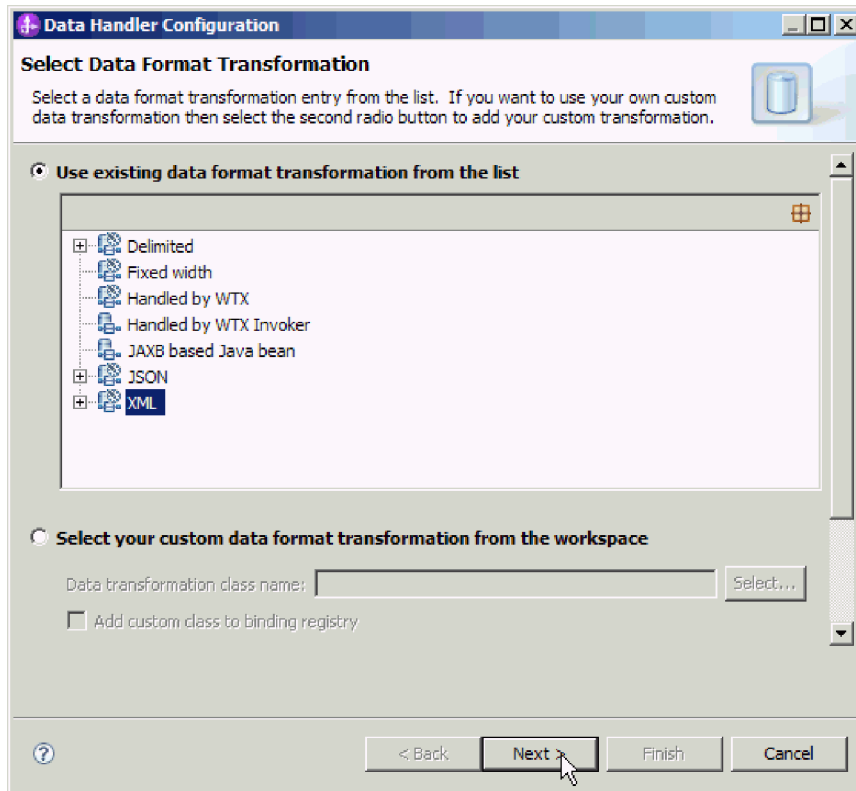 Data Handler Configuration
Select Data Format Transformation
Select a data format transformation entry from the list. If you want to use your own custom
data transformation then select the second radio button to add your custom transformation.
Use existing data format transformation from the list
Delimited
Fixed width
Handled by WTX
Handled by WTX Invoker
JAXB based Java bean
JSON
XML
Select your custom data format transformation from the workspace
Data transformation class name:
Select...
Add custom class to binding registry
< Back
Next >
Finish
Cancel